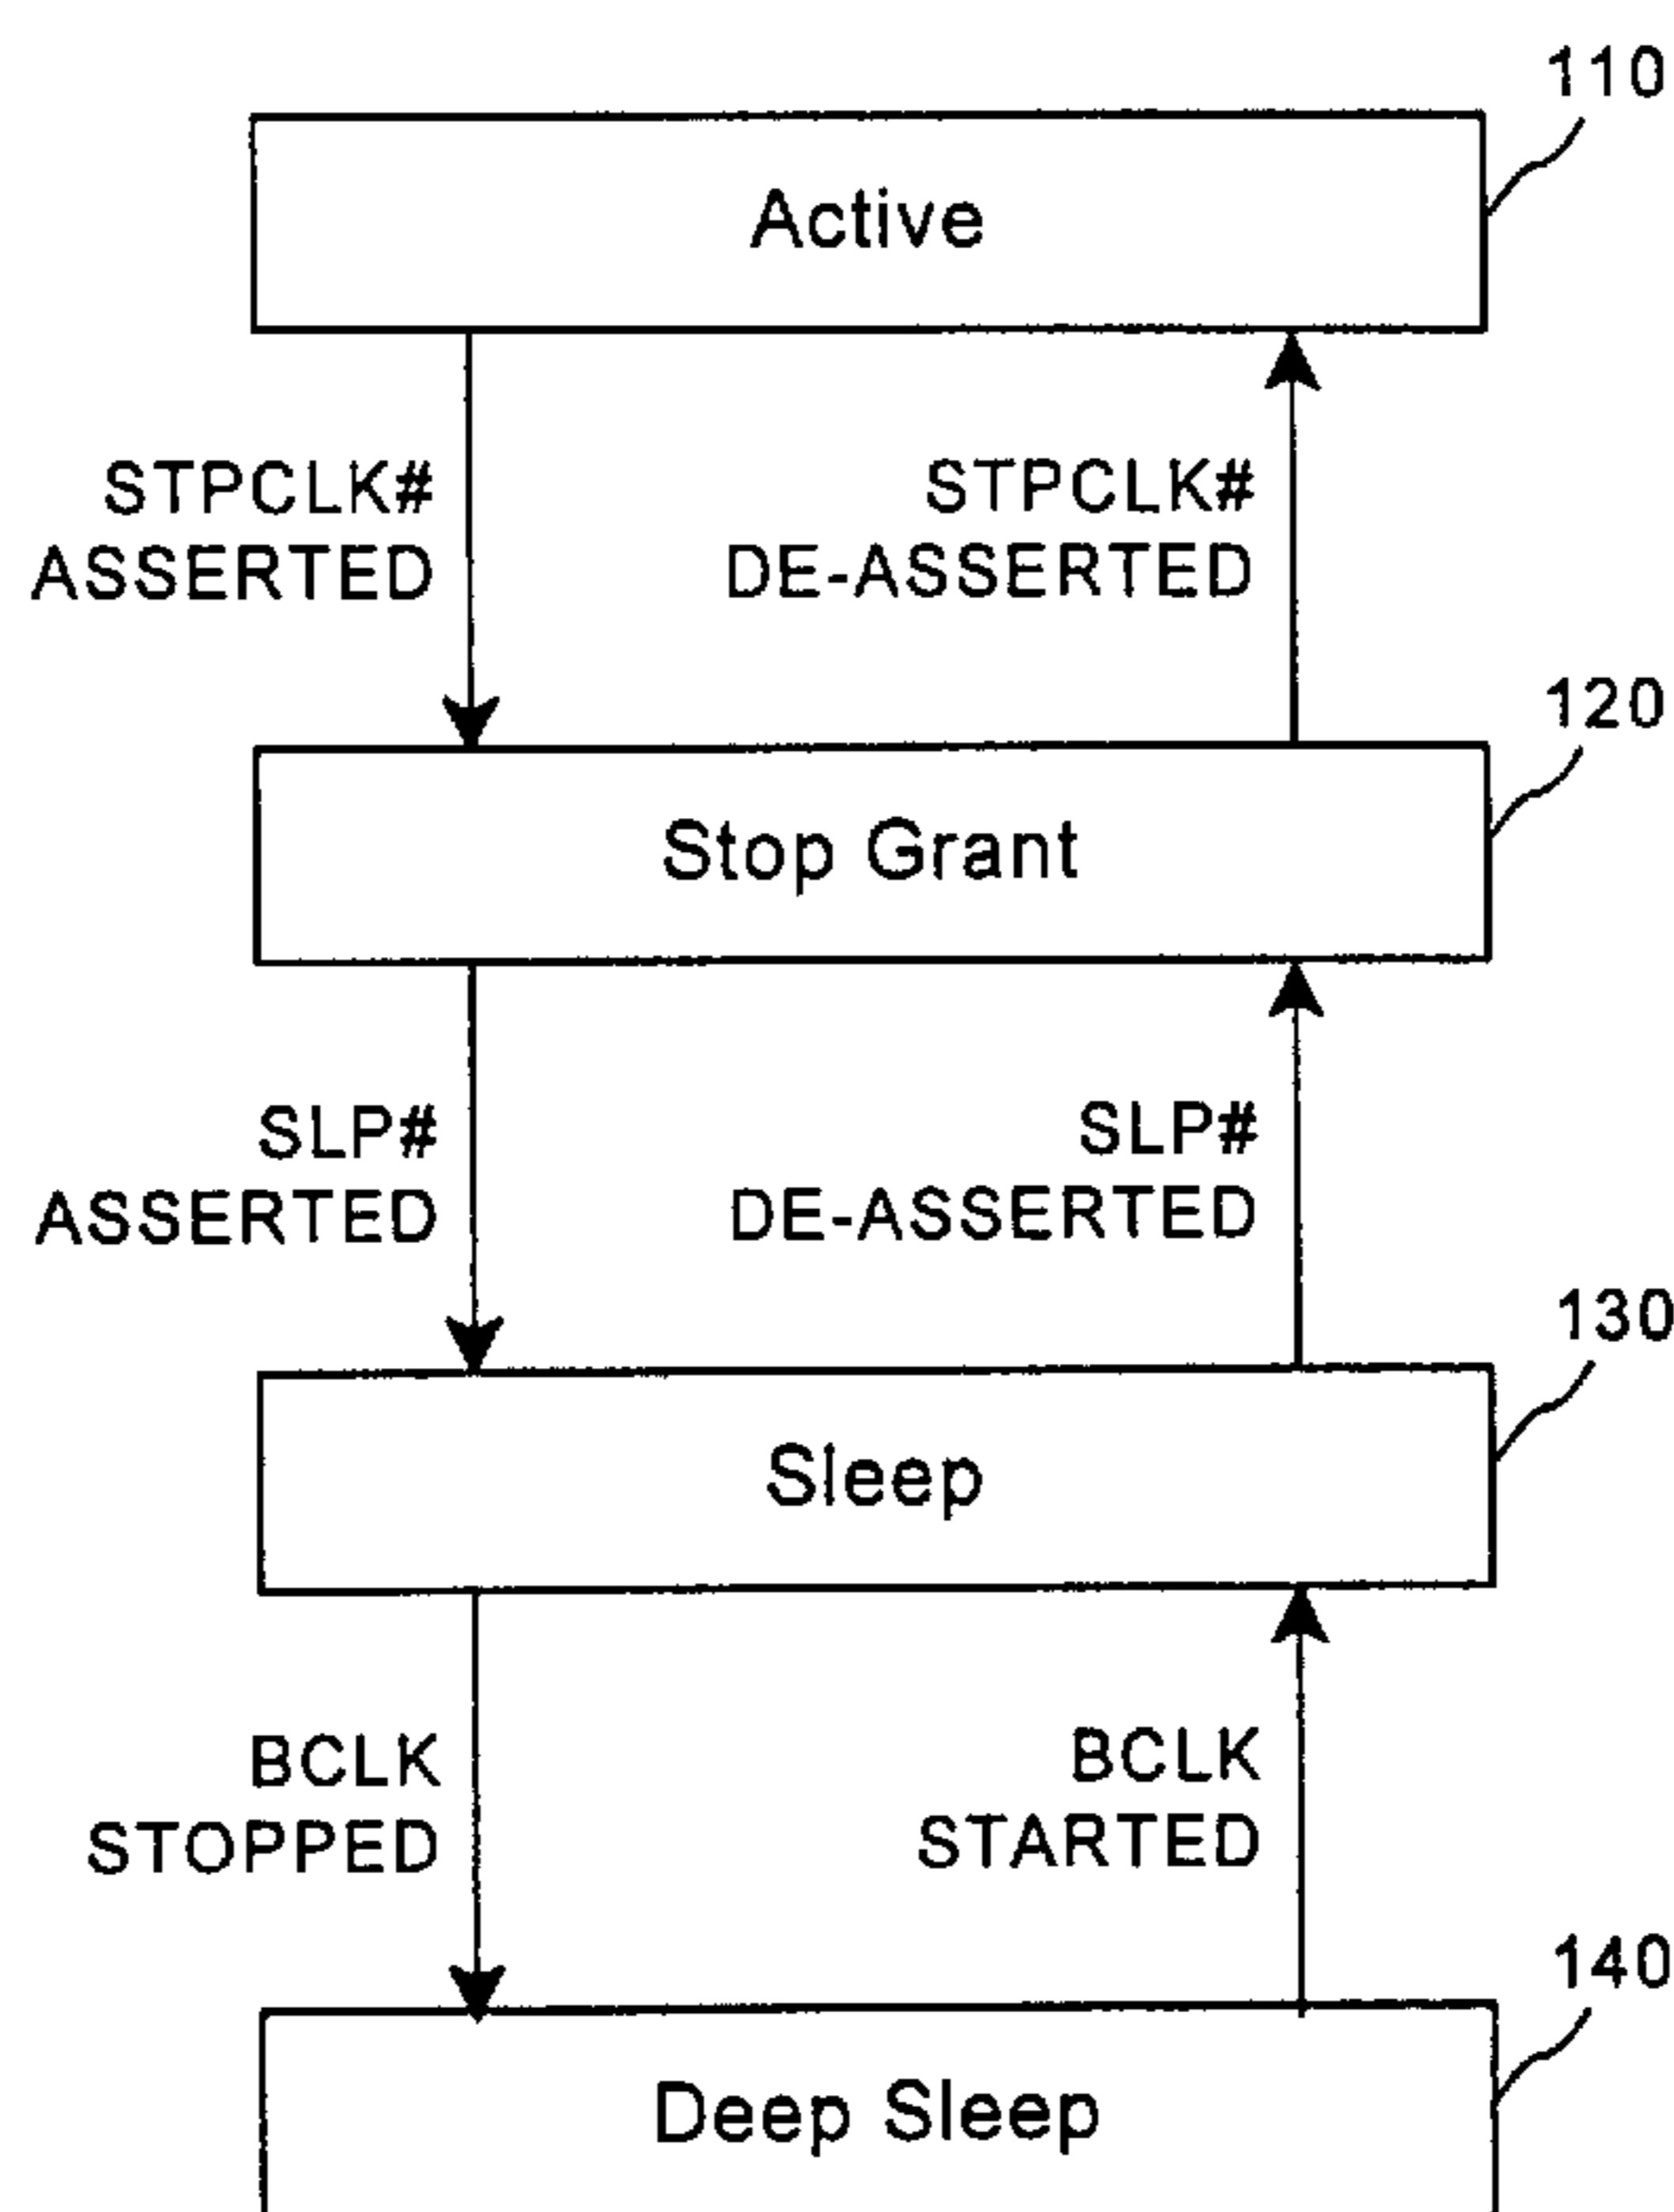 110
Active
STPCLK#
ASSERTED
STPCLK#
DE-ASSERTED
120
Stop Grant
SLP#
ASSERTED
SLP#
DE-ASSERTED
130
Sleep
BCLK
STOPPED
BCLK
STARTED
140
Deep Sleep